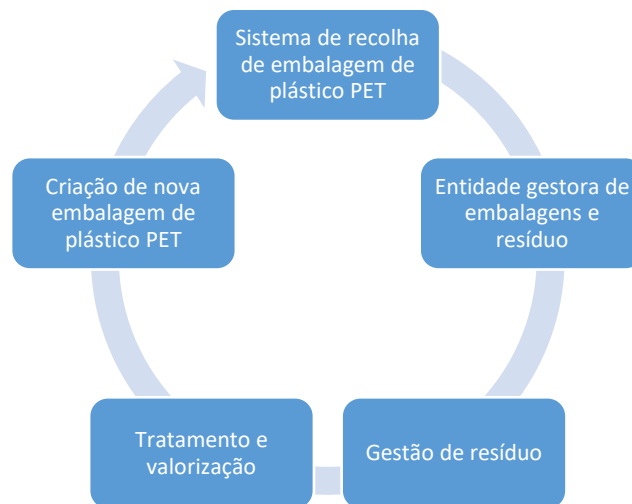 Sistema de recolha
de embalagem de
plástico PET
Entidade gestora de
embalagens e
resíduo
Gestão de resíduo
Tratamento e
valorização
Criação de nova
embalagem de
plástico PET